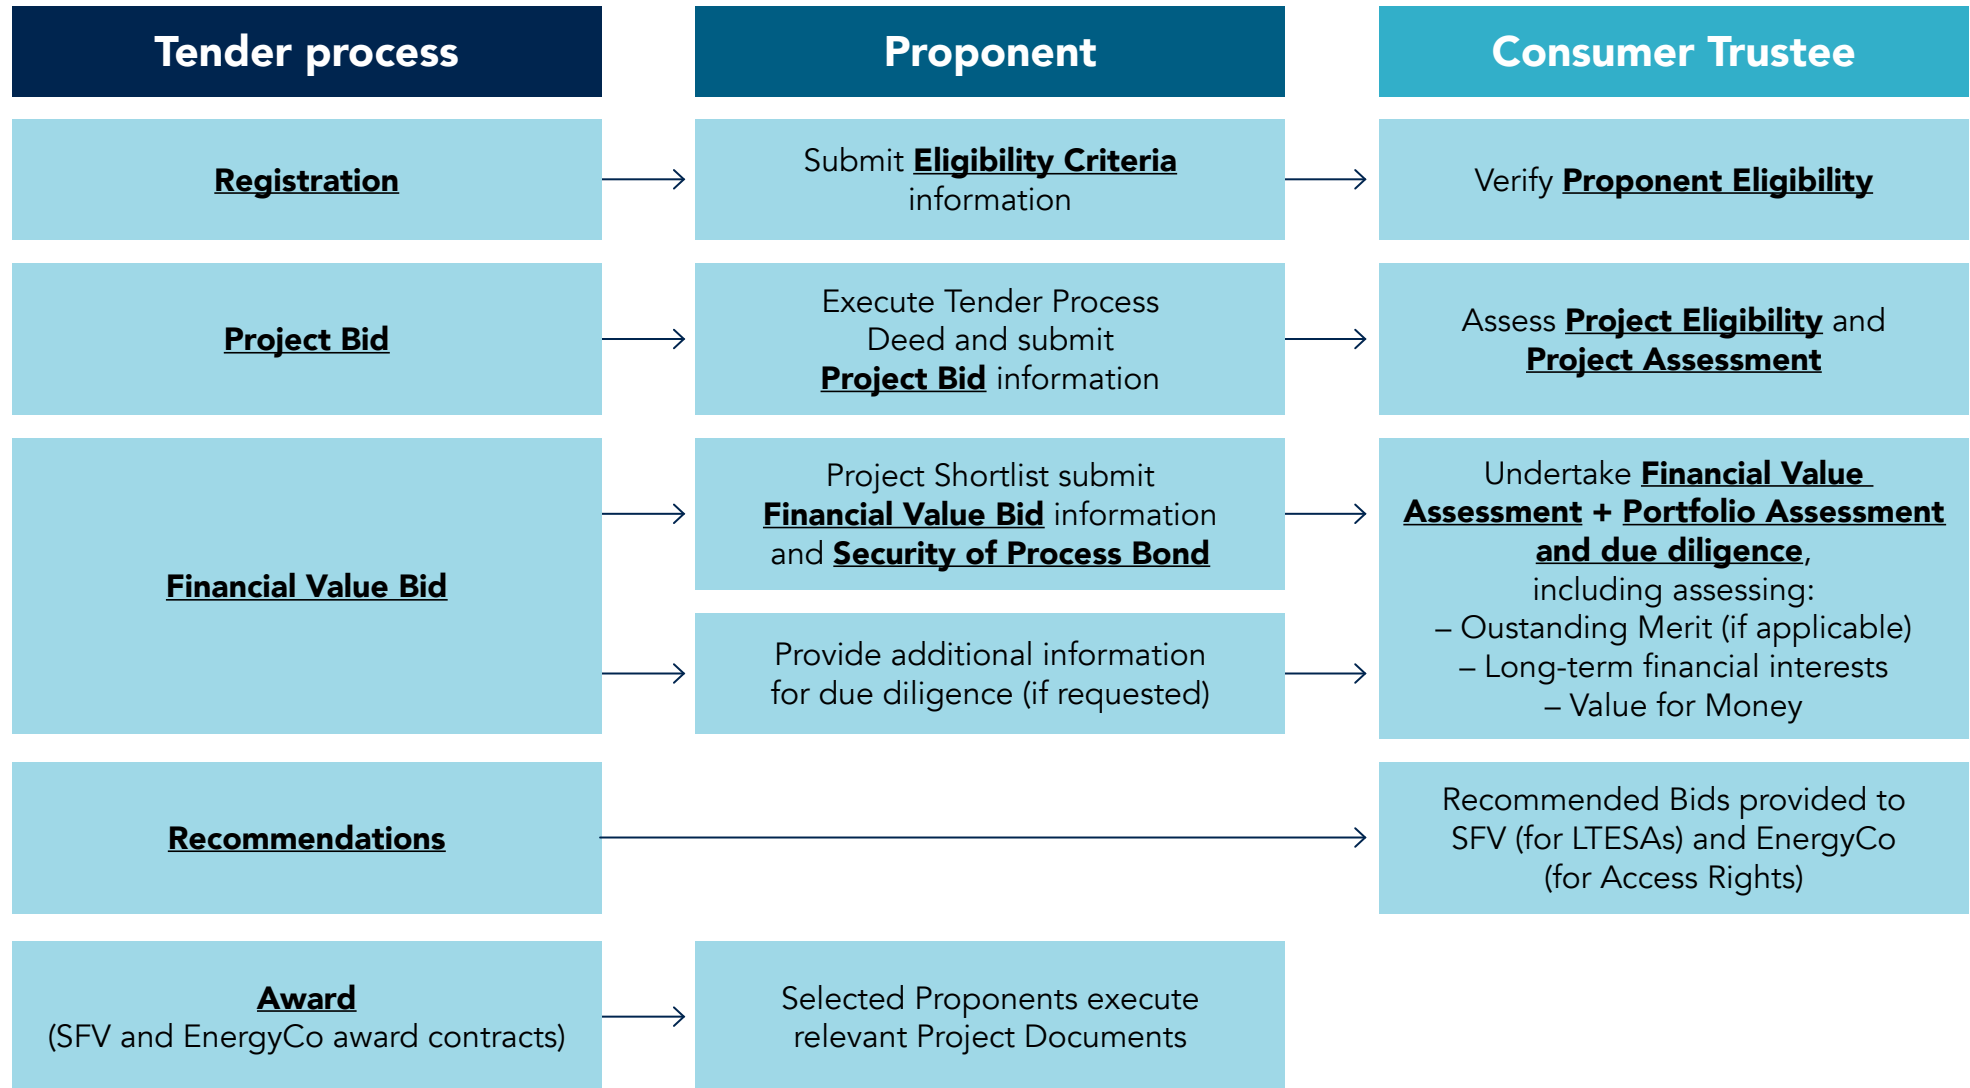 Tender process
Proponent
Consumer Trustee
Registration
Submit Eligibility Criteria
information
Verify Proponent Eligibility
Project Bid
Execute Tender Process
Deed and submit
Project Bid information
Assess Project Eligibility and
Project Assessment
Financial Value Bid
Project Shortlist submit
Financial Value Bid information
and Security of Process Bond
Provide additional information
for due diligence (if requested)
Undertake Financial Value
Assessment + Portfolio Assessment
and due diligence,
including assessing:
– Oustanding Merit (if applicable)
– Long-term financial interests
– Value for Money
Recommendations
Recommended Bids provided to
SFV (for LTESAs) and EnergyCo
(for Access Rights)
Award
(SFV and EnergyCo award contracts)
Selected Proponents execute
relevant Project Documents